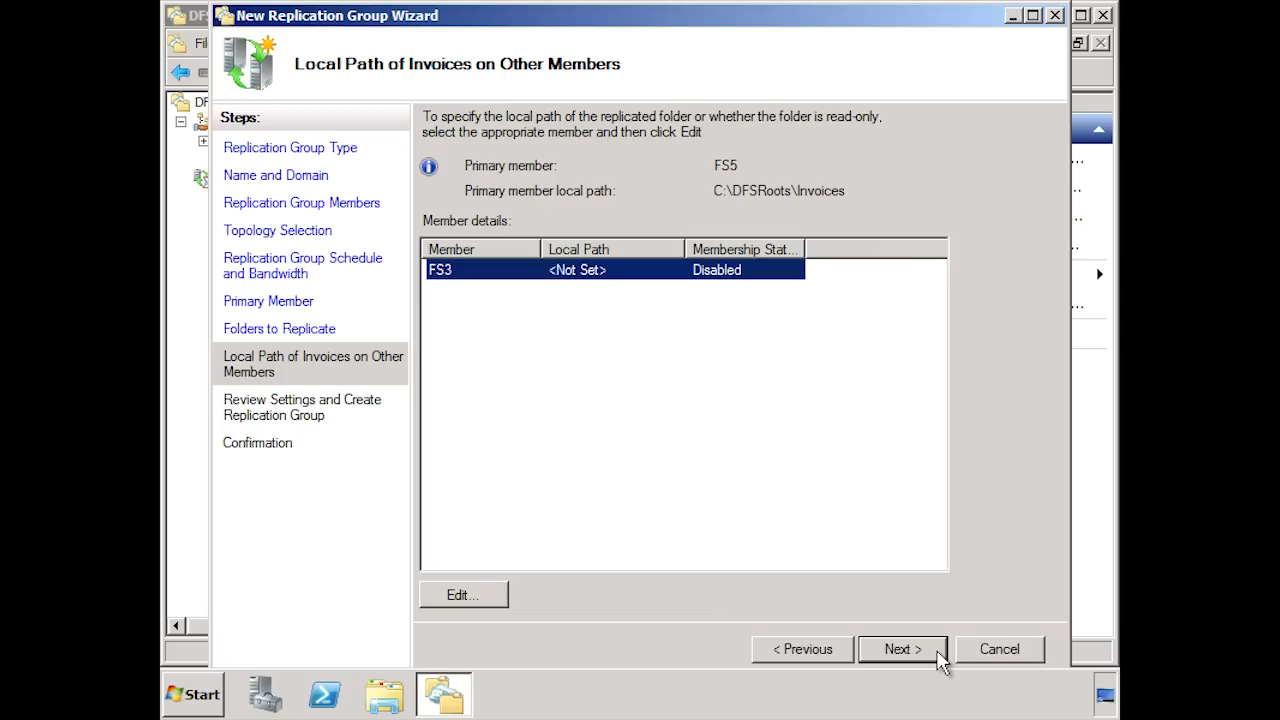 DFS
New Replication Group Wizard
Fil
Local Path of Invoices on Other Members
DF
Steps:
Replication Group Type
Name and Domain
Replication Group Members
Topology Selection
Replication Group Schedule
and Bandwidth
Primary Member
Folders to Replicate
Local Path of Invoices on Other
Members
Review Settings and Create
Replication Group
Confirmation
To specify the local path of the replicated folder or whether the folder is read-only,
select the appropriate member and then click Edit
Primary member: FS5
Primary member local path: C:\DFSRoots\Invoices
Member details:
Member Local Path Membership Stat...
FS3 <Not Set> Disabled
Edit...
< Previous Next > Cancel
Start